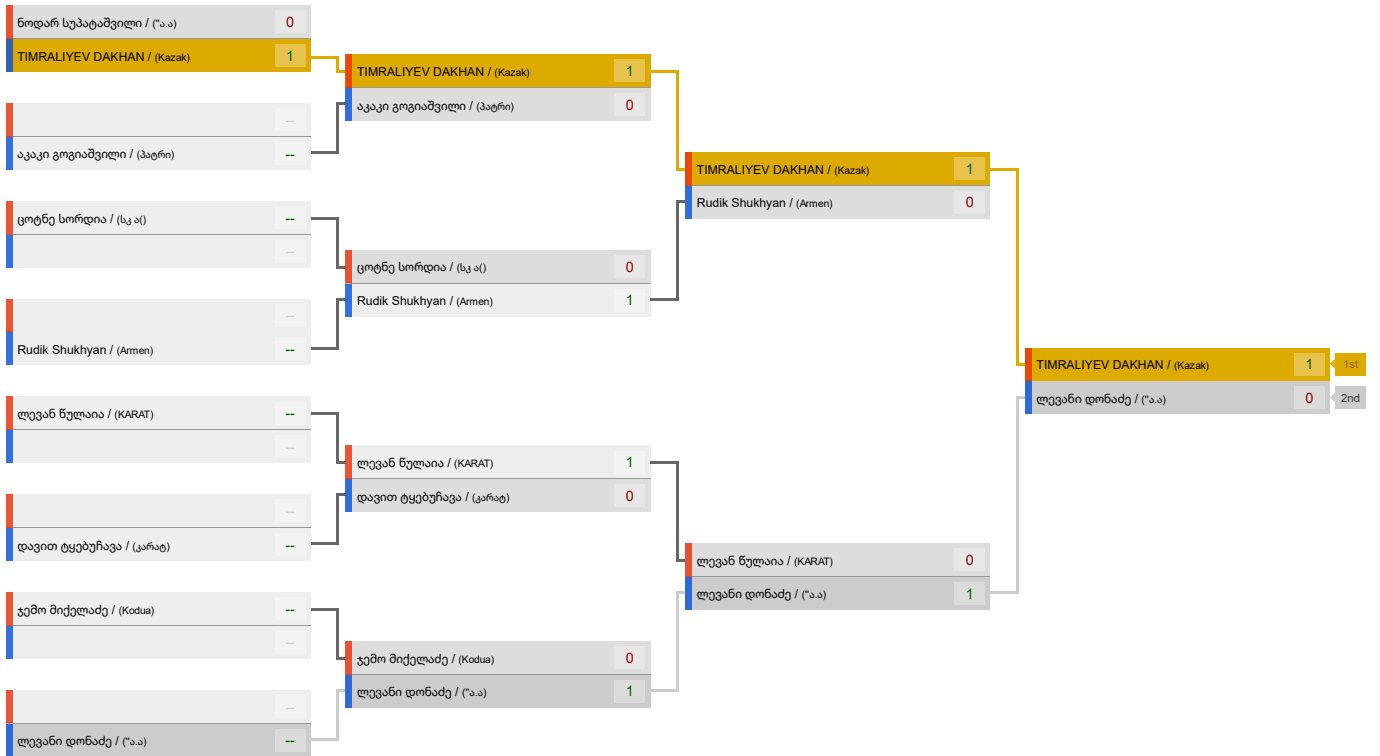 ნოდარ სუპატაშვილი / ("ა.ა) 0
TIMRALIYEV DAKHAN / (Kazak) 1
--
აკაკი გოგიაშვილი / (პატრი) --
ცოტნე სორდია / (სკ ა() --
--
--
Rudik Shukhyan / (Armen) --
ლევან წულაია / (KARAT) --
--
--
დავით ტყებუჩავა / (კარატ) --
ჯემო მიქელაძე / (Kodua) --
--
--
ლევანი დონაძე / ("ა.ა) --
TIMRALIYEV DAKHAN / (Kazak) 1
აკაკი გოგიაშვილი / (პატრი) 0
ცოტნე სორდია / (სკ ა() 0
Rudik Shukhyan / (Armen) 1
ლევან წულაია / (KARAT) 1
დავით ტყებუჩავა / (კარატ) 0
ჯემო მიქელაძე / (Kodua) 0
ლევანი დონაძე / ("ა.ა) 1
TIMRALIYEV DAKHAN / (Kazak) 1
Rudik Shukhyan / (Armen) 0
ლევან წულაია / (KARAT) 0
ლევანი დონაძე / ("ა.ა) 1
TIMRALIYEV DAKHAN / (Kazak) 1 1st
ლევანი დონაძე / ("ა.ა) 0 2nd